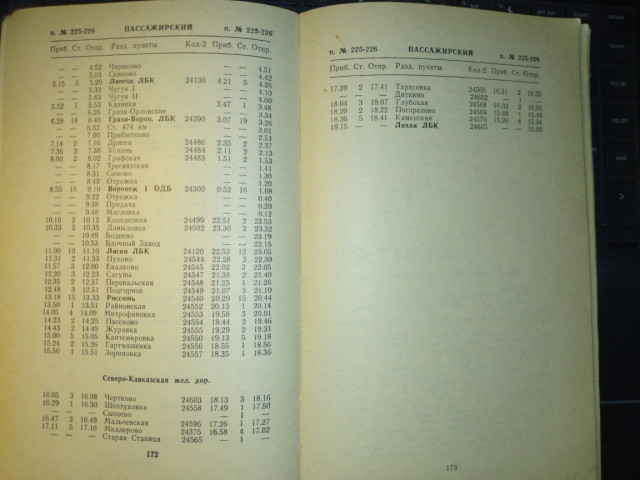 п. № 225-226 ПАССАЖИРСКИЙ п. № 225-226
Приб. Ст. Отпр. Разд. пункты Код-2 Приб. Ст. Отпр.
— — 4.52 Чириково — — 4.51
— — 5.03 Сенцово — — 4.42
5.15 5 5.20 Липецк ЛБК 24130 4.21 5 4.26
— — 5.33 Чугун I — — 4.10
— — 5.43 Чугун II — — 4.00
3.52 1 5.53 Казинка 3.47 1 3.48
— — 6.20 Грязи-Орловские — — 3.34
6.28 18 6.46 Грязи-Ворон. ЛБК 24390 3.07 19 3.26
— — 6.52 Ст. 474 км — — 3.01
— — 7.00 Прибытково — — 2.51
7.14 2 7.16 Дрязги 24486 2.35 2 2.37
7.36 2 7.38 Усмань 24484 2.11 2 2.13
8.00 2 8.02 Графская 24483 1.51 2 1.53
— — 8.17 Тресвятская — — 1.41
— — 8.31 Сомово — — 1.30
— — 8.43 Отрожка — — 1.20
8.55 15 9.10 Воронеж I ОДБ 24300 0.52 16 1.08
— — 9.22 Отрожка — — 0.40
— — 9.38 Придача — — 0.20
— — 9.48 Масловка — — 0.12
10.10 2 10.12 Колодезная 24499 23.51 2 23.53
10.33 2 10.35 Давыдовка 24502 23.30 2 23.32
— — 10.49 Бодеево — — 23.19
— — 10.53 Блочный Завод — — 23.15
11.00 10 11.10 Лиски ЛБК 24120 22.53 12 23.05
11.31 2 11.33 Пухово 24544 22.28 2 22.30
11.57 3 12.00 Евдаково 24545 22.02 3 22.05
12.20 3 12.23 Сагуны 24547 21.38 2 21.40
12.35 2 12.37 Перевальская 24548 21.25 1 21.26
12.48 3 12.51 Подгорное 24549 21.07 3 21.10
13.18 15 13.33 Россошь 24540 20.29 15 20.44
13.50 1 13.51 Райновская 24552 20.13 1 20.14
14.05 4 14.09 Митрофановка 24553 19.58 3 20.01
14.23 2 14.25 Пасеково 24554 19.44 2 19.46
14.43 2 14.45 Журавка 24555 19.29 2 19.31
15.00 5 15.05 Кантемировка 24550 19.13 5 19.18
15.24 2 15.26 Гартмашевка 24556 18.55 1 18.56
15.50 1 15.51 Зориновка 24557 18.35 1 18.36
Северо-Кавказская жел. дор.
16.05 3 16.08 Чертково 24603 18.13 3 18.16
16.29 1 16.30 Шептуховка 24558 17.49 1 17.50
— — — Сысоево — 1 —
16.47 2 16.49 Мальчевская 24596 17.26 1 17.27
17.11 5 17.16 Миллерово 24375 16.58 4 17.02
— — — Старая Станица 24565 — 1 —
172
п. № 225-226 ПАССАЖИРСКИЙ п. № 225-226
Приб. Ст. Отпр. Разд. пункты Код-2 Приб. Ст. Отпр.
17.39 2 17.41 Тарасовка 24566 16.31 2 16.33
— — — Дяткино 24602 — 1 —
18.04 3 18.07 Глубокая 24568 16.03 2 16.05
18.20 2 18.22 Погорелово 24569 15.48 1 15.49
18.36 5 18.41 Каменская 24570 15.26 8 15.34
19.15 — — Лихая ЛБК 24605 — — 15.00
173